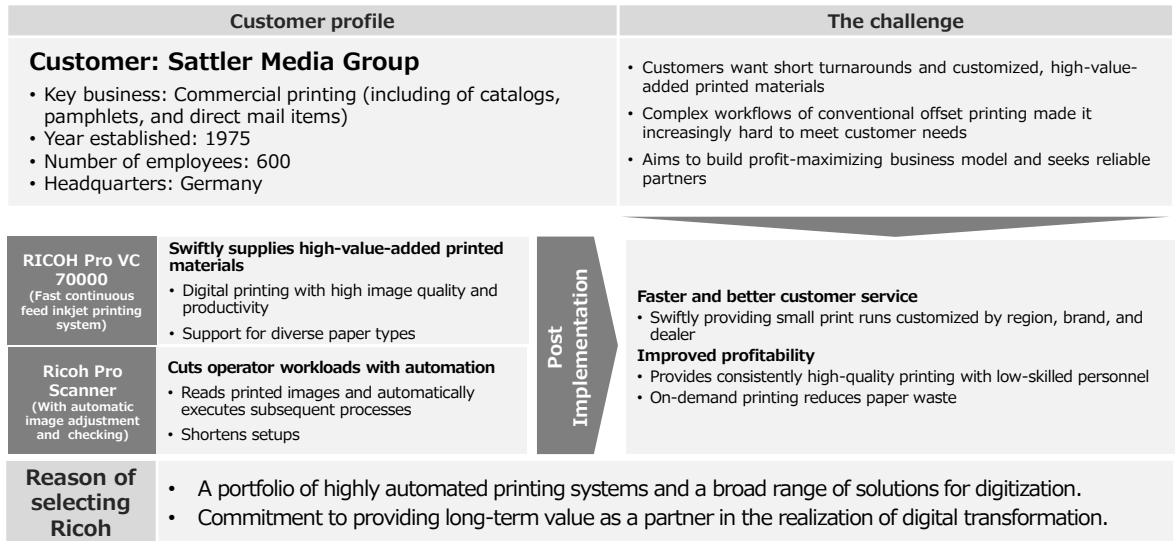 Customer profile
Customer: Sattler Media Group
• Key business: Commercial printing (including of catalogs,
pamphlets, and direct mail items)
• Year established: 1975
• Number of employees: 600
• Headquarters: Germany
The challenge
• Customers want short turnarounds and customized, high-value-
added printed materials
• Complex workflows of conventional offset printing made it
increasingly hard to meet customer needs
• Aims to build profit-maximizing business model and seeks reliable
partners
RICOH Pro VC
70000
(Fast continuous
feed inkjet printing
system)
Swiftly supplies high-value-added printed
materials
• Digital printing with high image quality and
productivity
• Support for diverse paper types
Ricoh Pro
Scanner
(With automatic
image adjustment
and checking)
Cuts operator workloads with automation
• Reads printed images and automatically
executes subsequent processes
• Shortens setups
Post
Implementation
Faster and better customer service
• Swiftly providing small print runs customized by region, brand, and
dealer
Improved profitability
• Provides consistently high-quality printing with low-skilled personnel
• On-demand printing reduces paper waste
Reason of
selecting
Ricoh
• A portfolio of highly automated printing systems and a broad range of solutions for digitization.
• Commitment to providing long-term value as a partner in the realization of digital transformation.